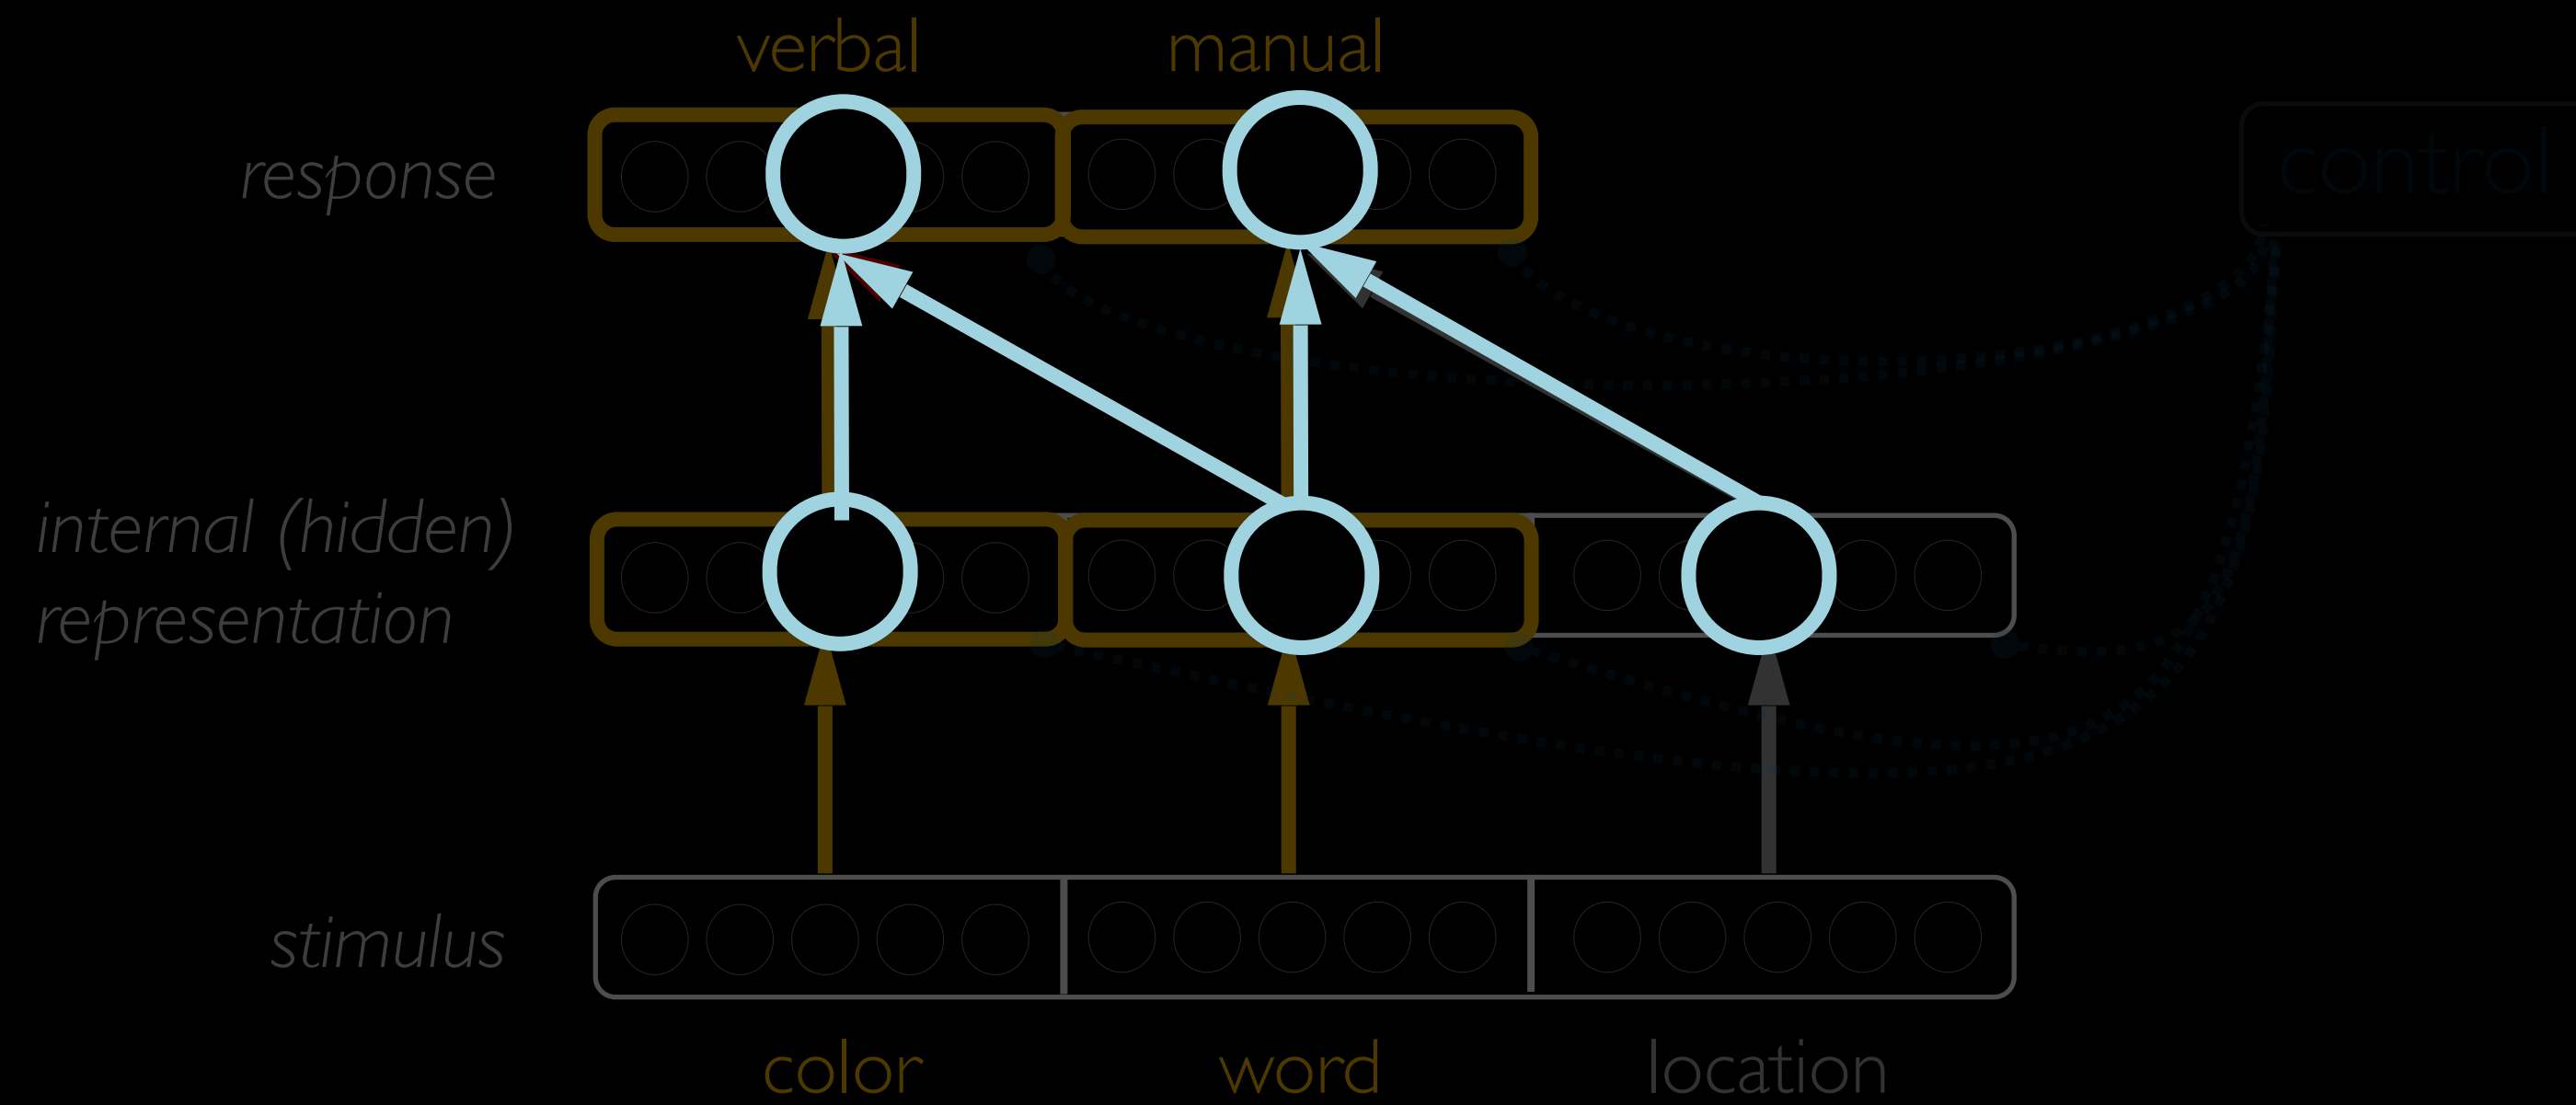 verbal manual
response
control
internal (hidden)
representation
stimulus
color word location